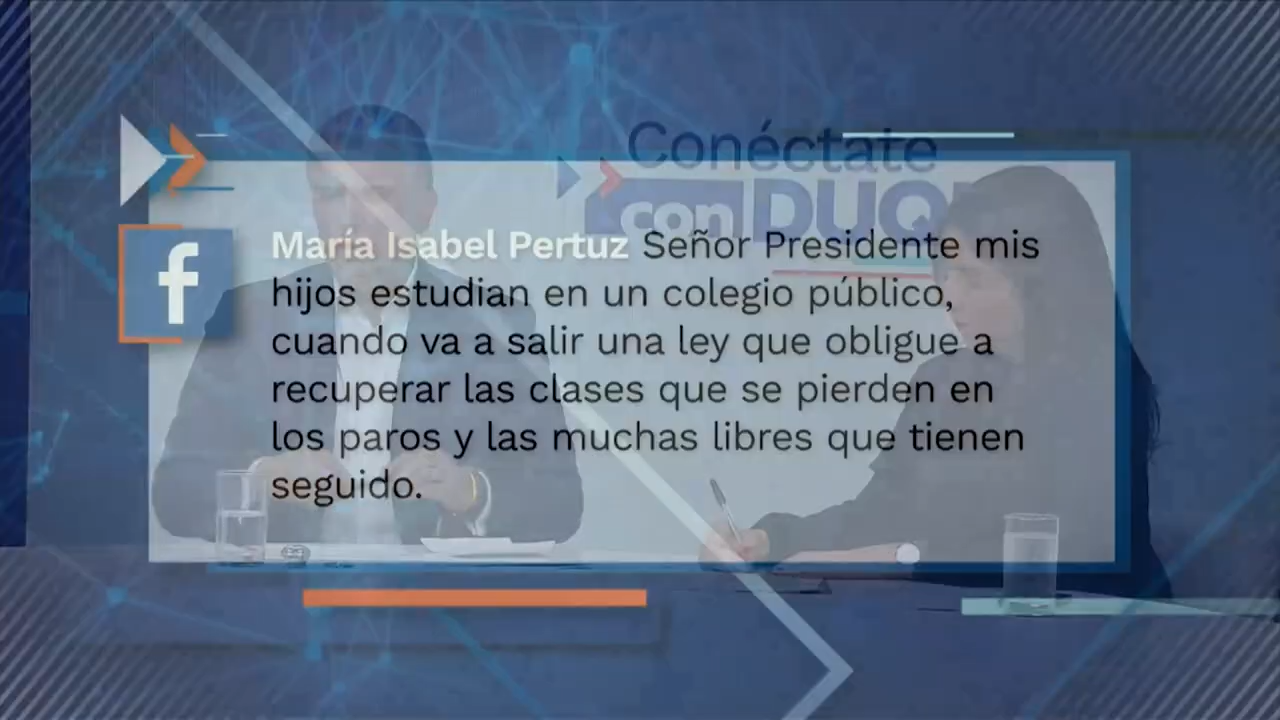 Conéctate
con DUQ
María Isabel Pertuz Señor Presidente mis
hijos estudian en un colegio público,
cuando va a salir una ley que obligue a
recuperar las clases que se pierden en
los paros y las muchas libres que tienen
seguido.